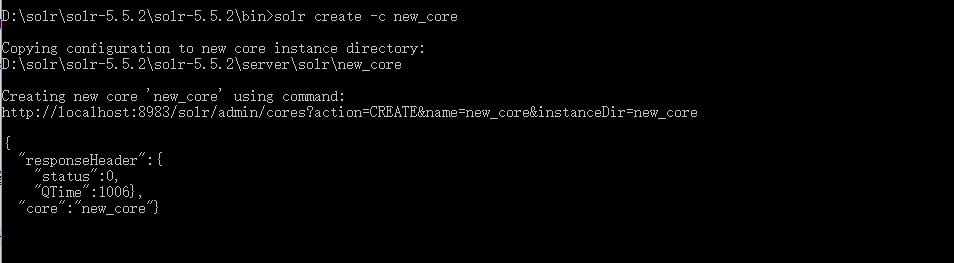 D:\solr\solr-5.5.2\solr-5.5.2\bin>solr create -c new_core
Copying configuration to new core instance directory:
D:\solr\solr-5.5.2\solr-5.5.2\server\solr\new_core
Creating new core 'new_core' using command:
http://localhost:8983/solr/admin/cores?action=CREATE&name=new_core&instanceDir=new_core
{
"responseHeader":{
"status":0,
"QTime":1006},
"core":"new_core"}